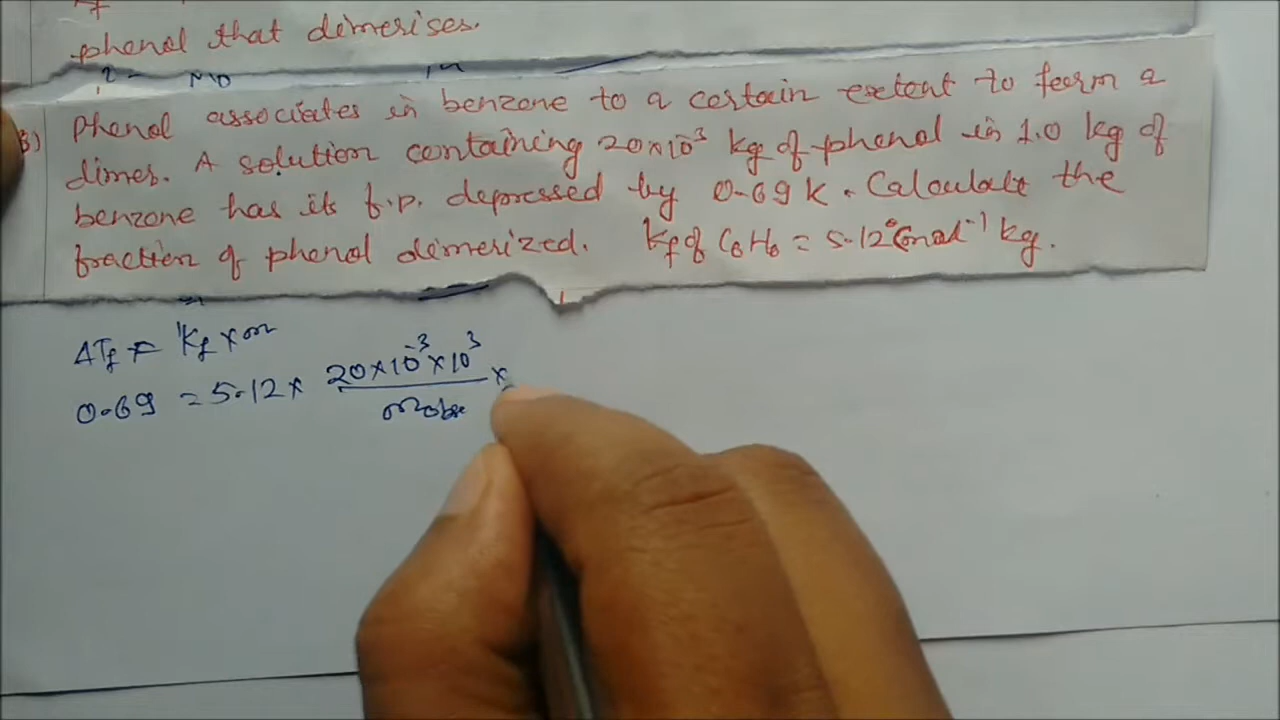 phenol that dimerises.
3) Phenol associates in benzene to a certain extent to form a
dimer. A solution containing 20×10⁻³ kg of phenol in 1.0 kg of
benzene has its f.p. depressed by 0.69 K. Calculate the
fraction of phenol dimerized. Kf of C6H6 = 5.12°C mol⁻¹ kg.
ΔTf = Kf × m
0.69 = 5.12 × 20×10⁻³×10³ / mobs ×